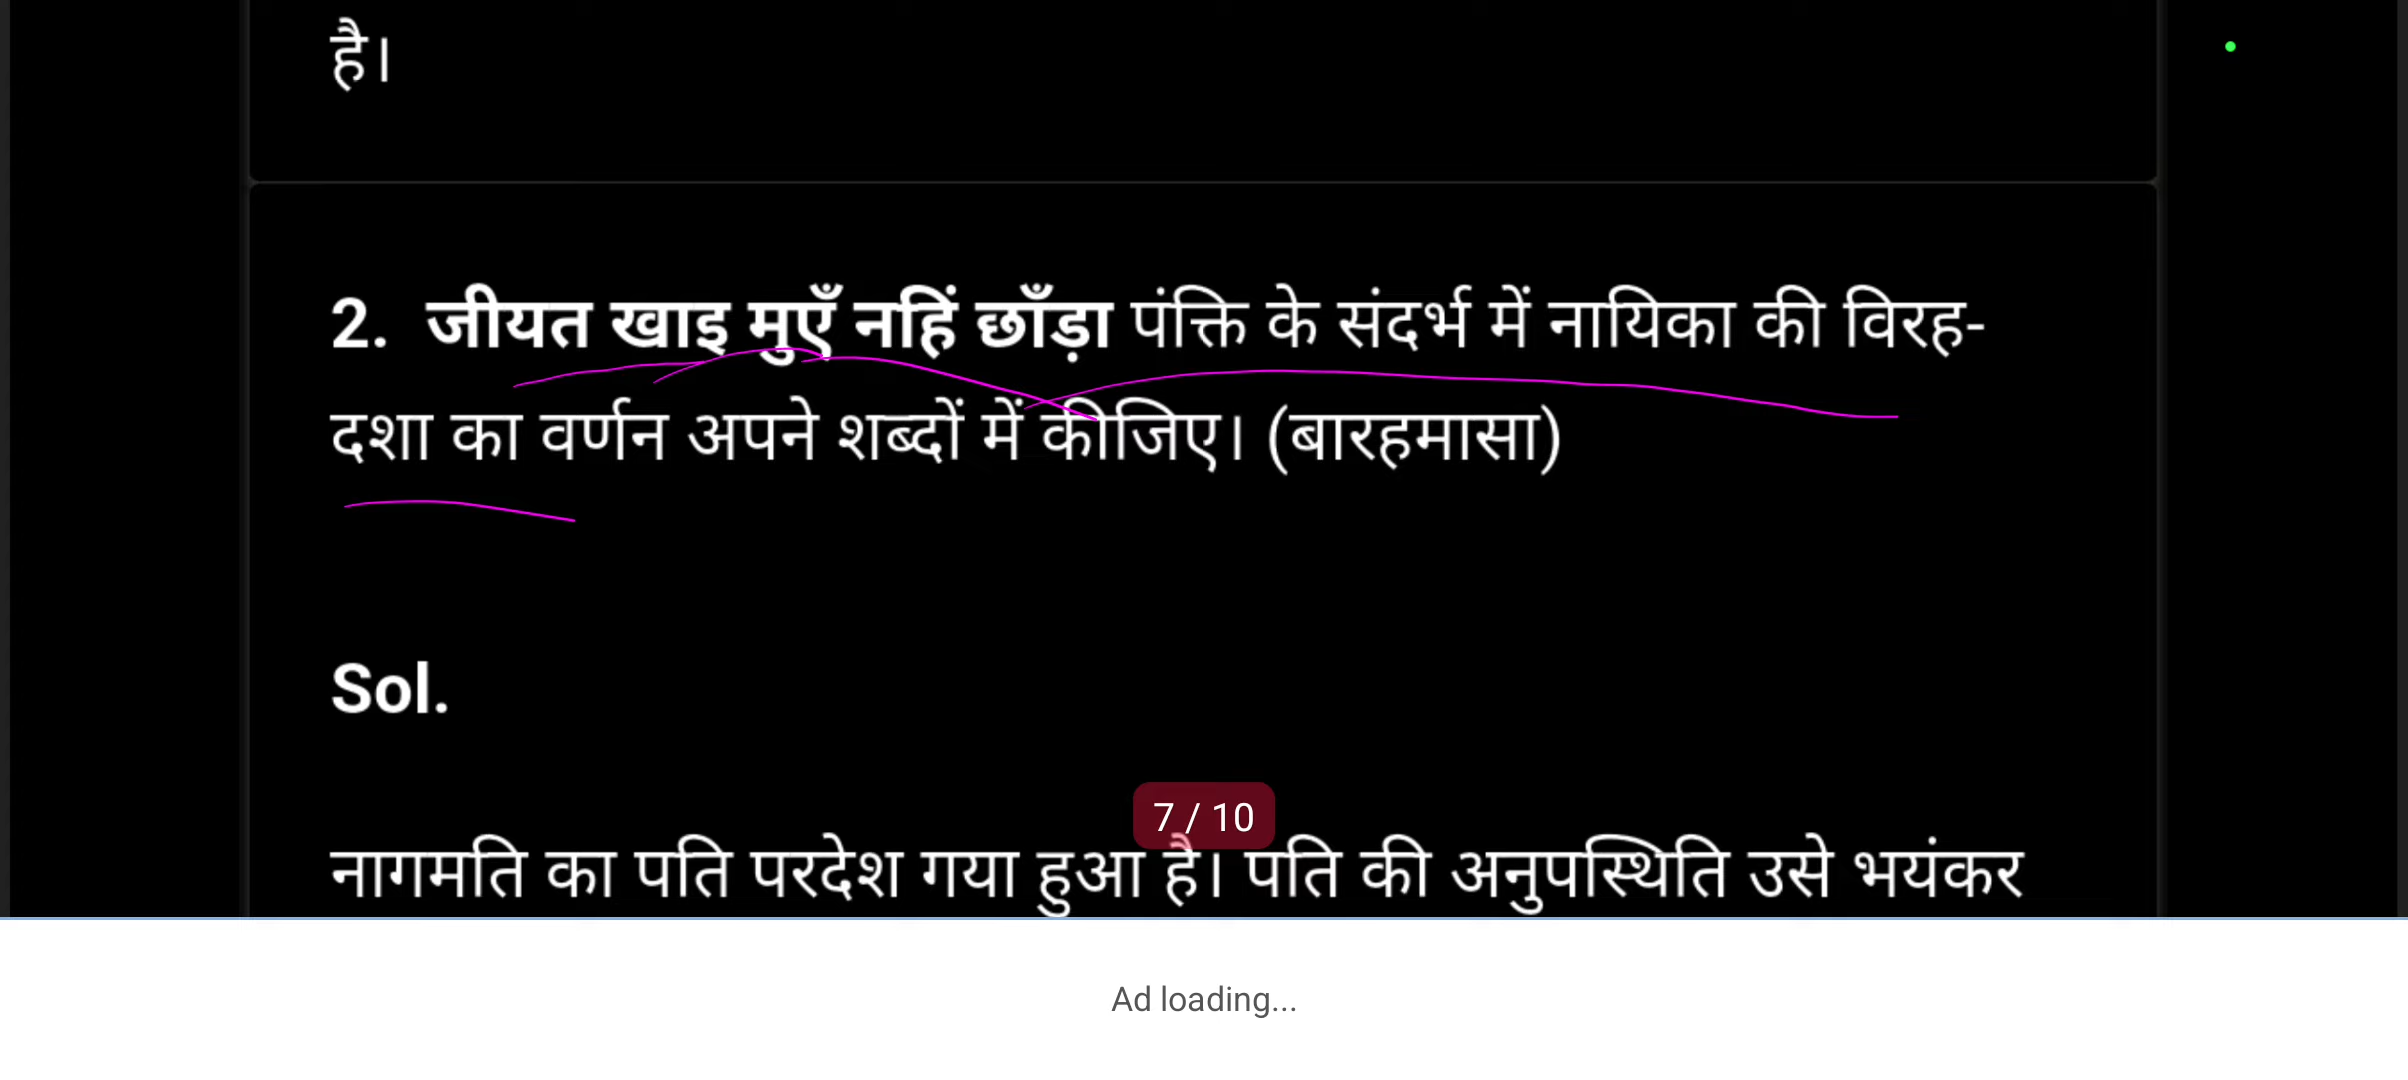 है।
2. जीयत खाइ मुएँ नहिं छाँड़ा पंक्ति के संदर्भ में नायिका की विरह-
दशा का वर्णन अपने शब्दों में कीजिए। (बारहमासा)
Sol.
7 / 10
नागमति का पति परदेश गया हुआ है। पति की अनुपस्थिति उसे भयंकर
Ad loading...